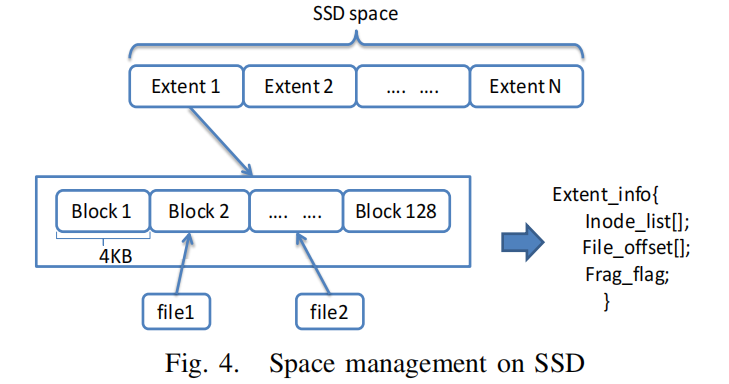 SSD space
Extent 1 Extent 2 .... .... Extent N
Block 1 Block 2 .... .... Block 128
4KB
file1 file2
Extent_info{
Inode_list[];
File_offset[];
Frag_flag;
}
Fig. 4. Space management on SSD